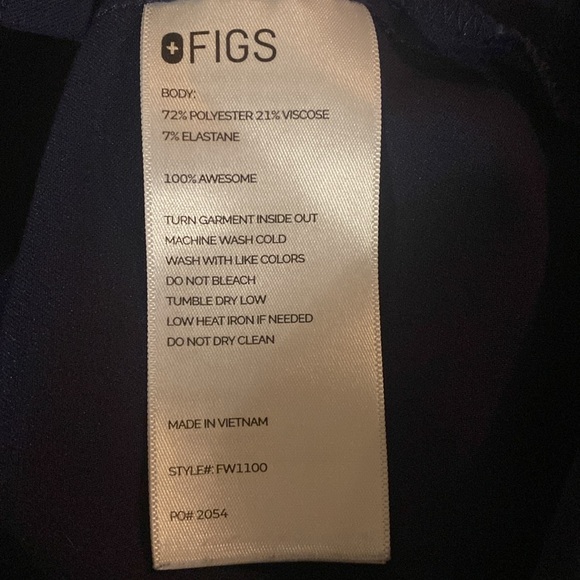 FIGS
BODY:
72% POLYESTER 21% VISCOSE
7% ELASTANE
100% AWESOME
TURN GARMENT INSIDE OUT
MACHINE WASH COLD
WASH WITH LIKE COLORS
DO NOT BLEACH
TUMBLE DRY LOW
LOW HEAT IRON IF NEEDED
DO NOT DRY CLEAN
MADE IN VIETNAM
STYLE#: FW1100
PO# 2054